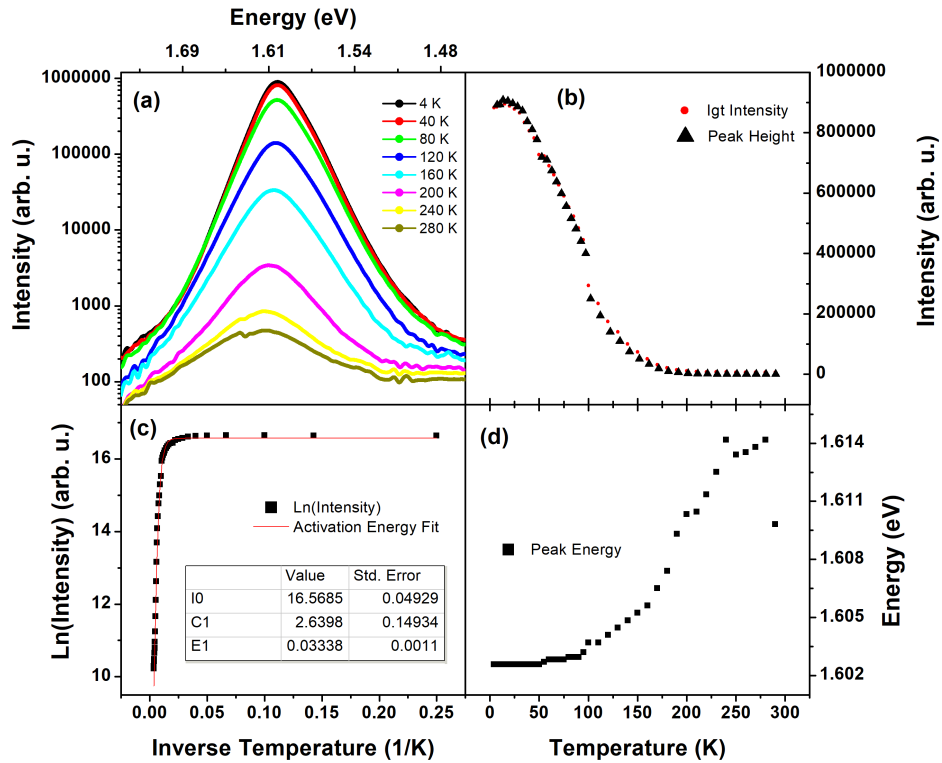 Energy (eV)
1.69 1.61 1.54 1.48
(a)
1000000
100000
10000
1000
100
Intensity (arb. u.)
4 K
40 K
80 K
120 K
160 K
200 K
240 K
280 K
(b)
Igt Intensity
Peak Height
1000000
800000
600000
400000
200000
0
Intensity (arb. u.)
(c)
16
14
12
10
Ln(Intensity) (arb. u.)
Ln(Intensity)
Activation Energy Fit
Value Std. Error
I0 16.5685 0.04929
C1 2.6398 0.14934
E1 0.03338 0.0011
0.00 0.05 0.10 0.15 0.20 0.25
Inverse Temperature (1/K)
(d)
Peak Energy
1.614
1.611
1.608
1.605
1.602
Energy (eV)
0 50 100 150 200 250 300
Temperature (K)